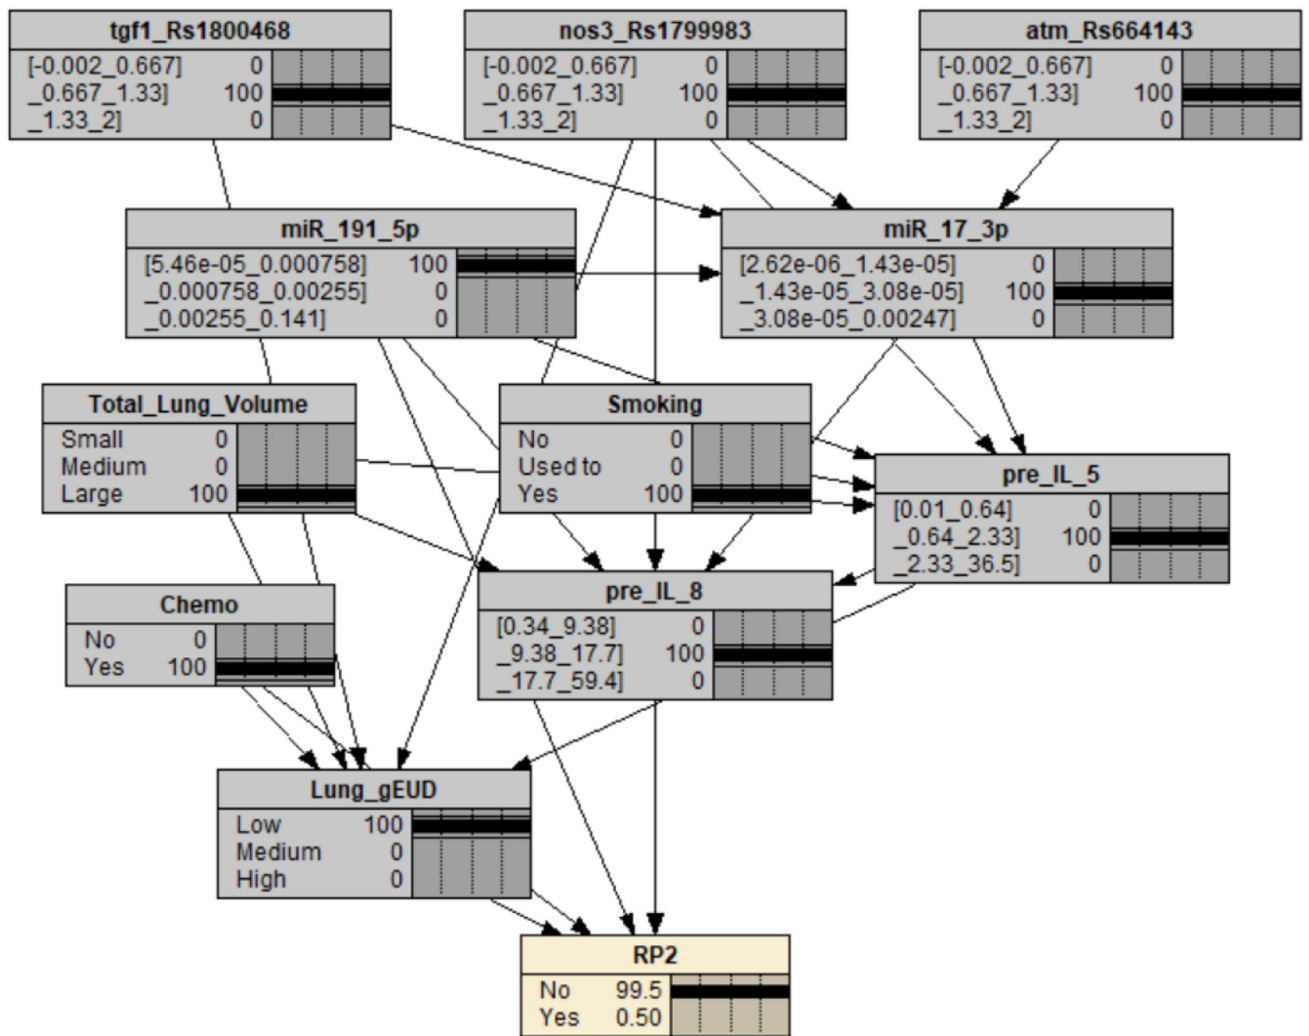 tgf1_Rs1800468
[-0.002_0.667] 0
_0.667_1.33] 100
_1.33_2] 0
nos3_Rs1799983
[-0.002_0.667] 0
_0.667_1.33] 100
_1.33_2] 0
atm_Rs664143
[-0.002_0.667] 0
_0.667_1.33] 100
_1.33_2] 0
miR_191_5p
[5.46e-05_0.000758] 100
_0.000758_0.00255] 0
_0.00255_0.141] 0
miR_17_3p
[2.62e-06_1.43e-05] 0
_1.43e-05_3.08e-05] 100
_3.08e-05_0.00247] 0
Total_Lung_Volume
Small 0
Medium 0
Large 100
Smoking
No 0
Used to 0
Yes 100
pre_IL_5
[0.01_0.64] 0
_0.64_2.33] 100
_2.33_36.5] 0
Chemo
No 0
Yes 100
pre_IL_8
[0.34_9.38] 0
_9.38_17.7] 100
_17.7_59.4] 0
Lung_gEUD
Low 100
Medium 0
High 0
RP2
No 99.5
Yes 0.50